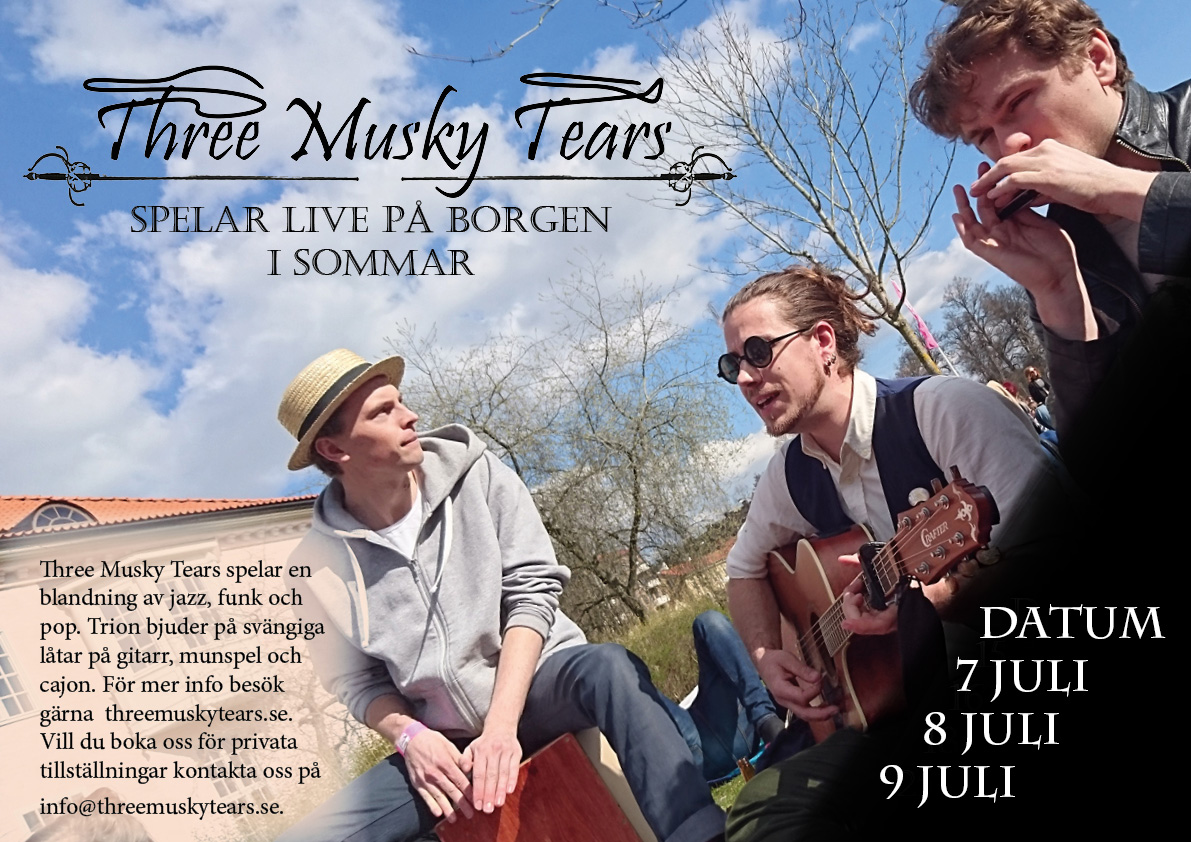 Three Musky Tears
SPELAR LIVE PÅ BORGEN
I SOMMAR
CRAFTER
Three Musky Tears spelar en
blandning av jazz, funk och
pop. Trion bjuder på svängiga
låtar på gitarr, munspel och
cajon. För mer info besök
gärna  threemuskytears.se.
Vill du boka oss för privata
tillställningar kontakta oss på
info@threemuskytears.se.
DATUM
7 JULI
8 JULI
9 JULI